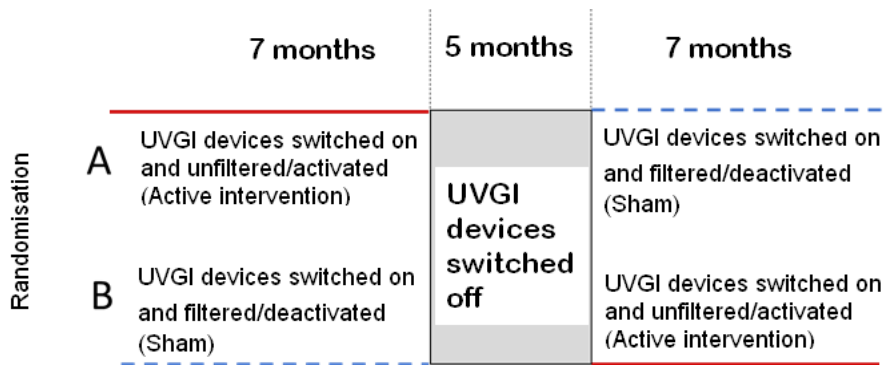 7 months
5 months
7 months
Randomisation
A
UVGI devices switched on
and unfiltered/activated
(Active intervention)
B
UVGI devices switched on
and filtered/deactivated
(Sham)
UVGI
devices
switched
off
UVGI devices switched on
and filtered/deactivated
(Sham)
UVGI devices switched on
and unfiltered/activated
(Active intervention)